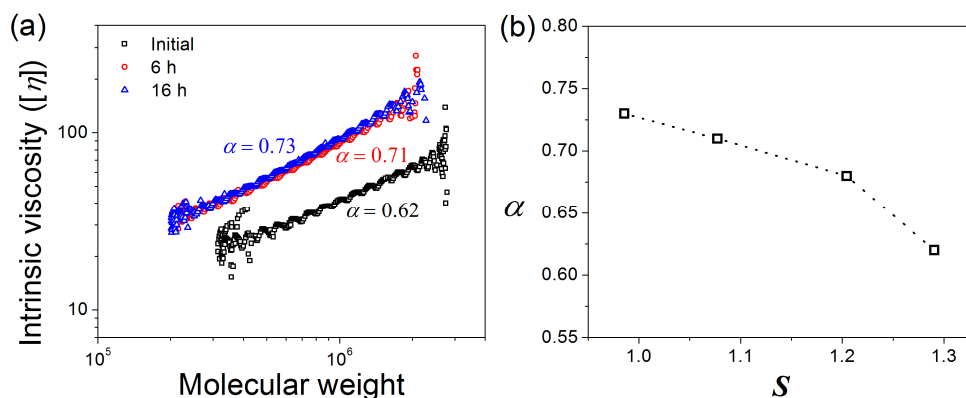 (a)
Initial
6 h
16 h
Intrinsic viscosity ([η])
100
10
α = 0.73
α = 0.71
α = 0.62
10⁵
10⁶
Molecular weight
(b)
α
0.80
0.75
0.70
0.65
0.60
0.55
1.0
1.1
1.2
1.3
S